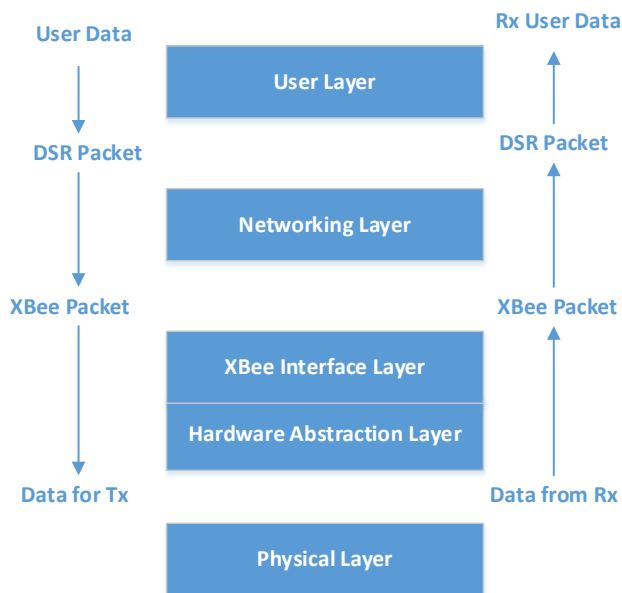 User Data
Rx User Data
User Layer
DSR Packet
DSR Packet
Networking Layer
XBee Packet
XBee Packet
XBee Interface Layer
Hardware Abstraction Layer
Data for Tx
Data from Rx
Physical Layer